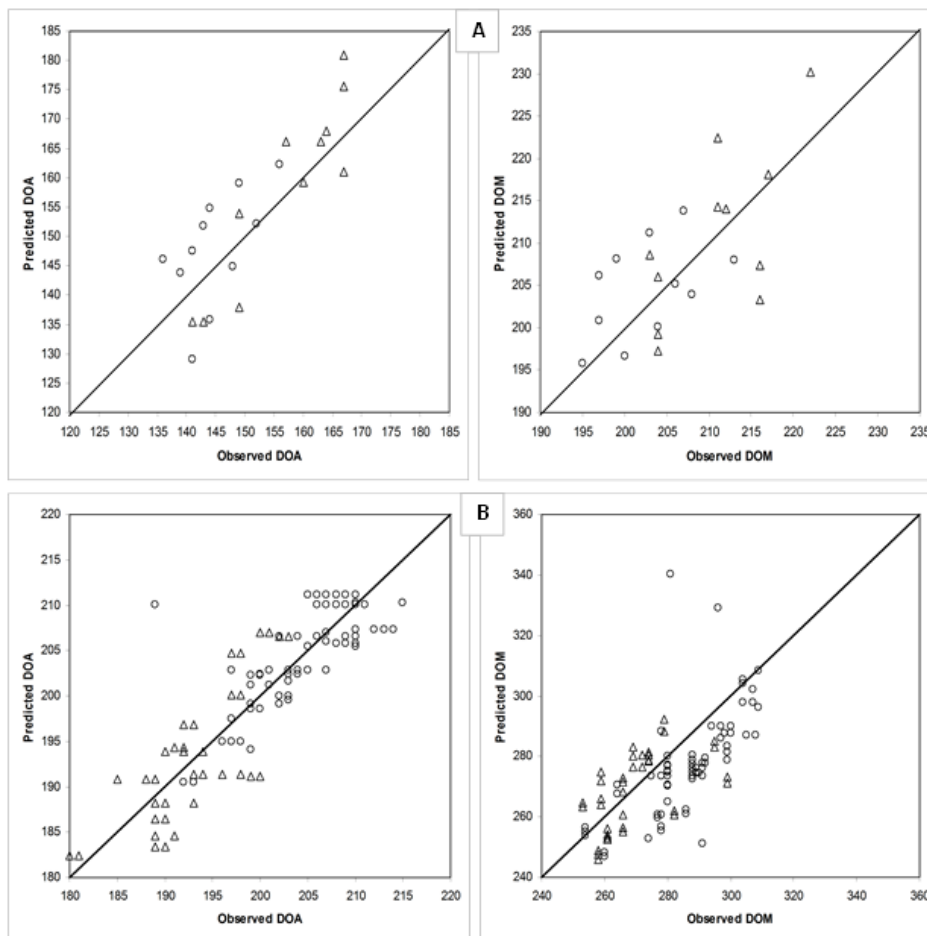 A
185
180
175
170
165
160
155
150
145
140
135
130
125
120
Predicted DOA
120 125 130 135 140 145 150 155 160 165 170 175 180 185
Observed DOA
235
230
225
220
215
210
205
200
195
190
Predicted DOM
190 195 200 205 210 215 220 225 230 235
Observed DOM
B
220
215
210
205
200
195
190
185
180
Predicted DOA
180 185 190 195 200 205 210 215 220
Observed DOA
360
340
320
300
280
260
240
Predicted DOM
240 260 280 300 320 340 360
Observed DOM